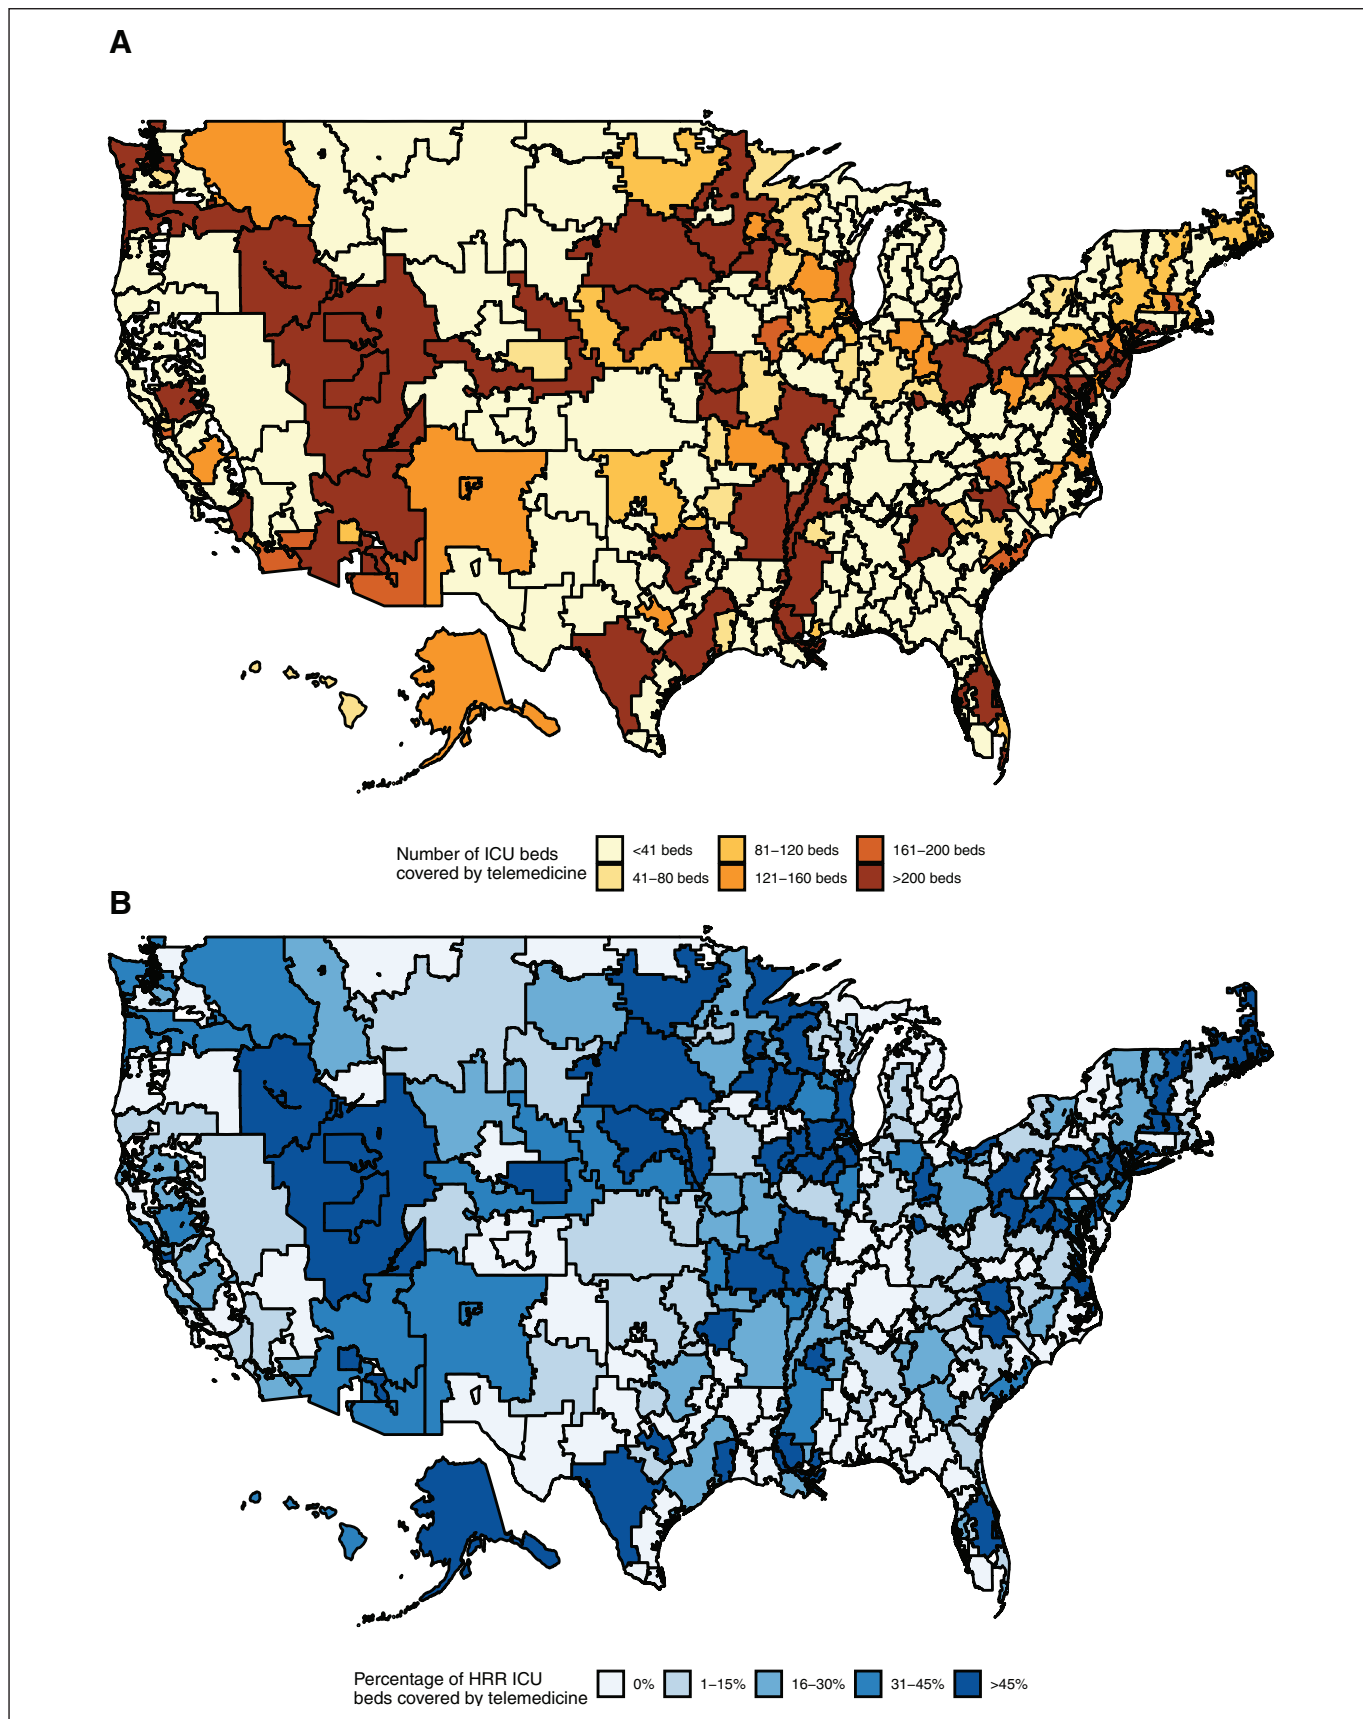 A
Number of ICU beds
covered by telemedicine
<41 beds
81–120 beds
161–200 beds
41–80 beds
121–160 beds
>200 beds
B
Percentage of HRR ICU
beds covered by telemedicine
0%
1–15%
16–30%
31–45%
>45%